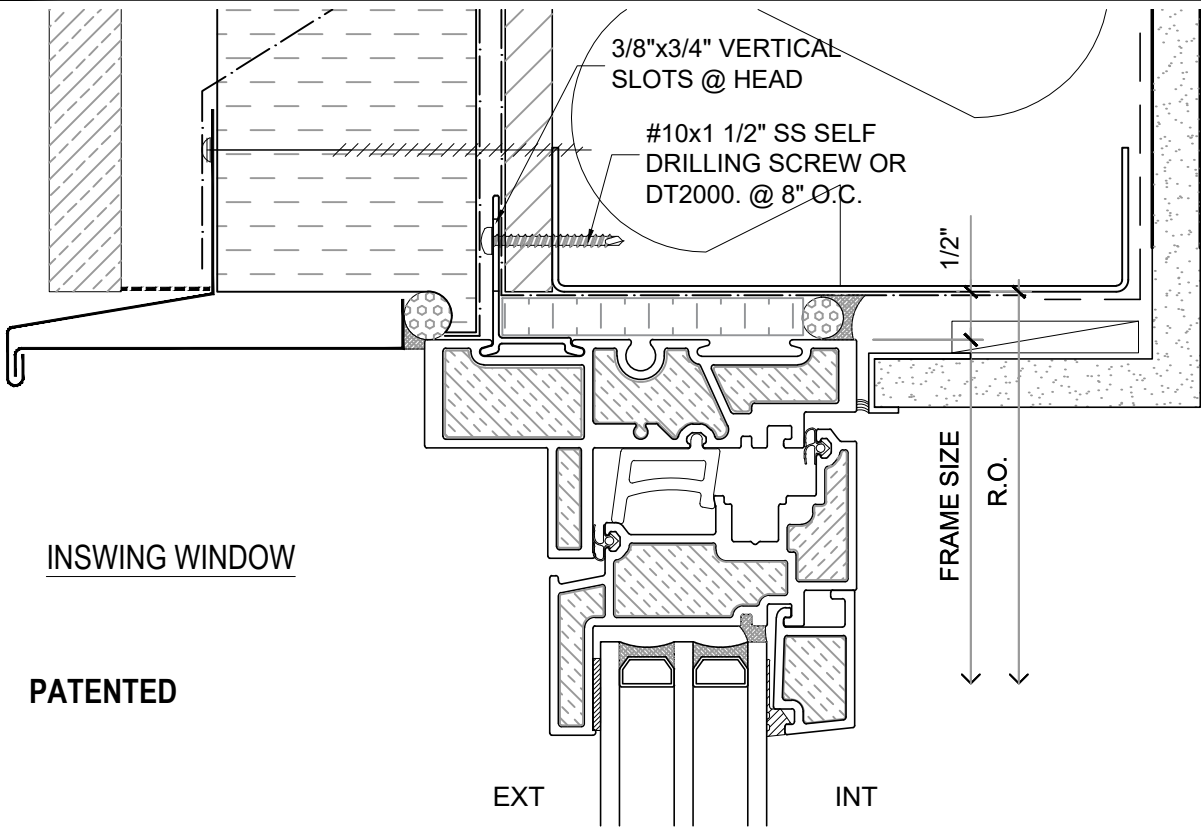 3/8"x3/4" VERTICAL
SLOTS @ HEAD
#10x1 1/2" SS SELF
DRILLING SCREW OR
DT2000. @ 8" O.C.
1/2"
FRAME SIZE
R.O.
INSWING WINDOW
PATENTED
EXT
INT